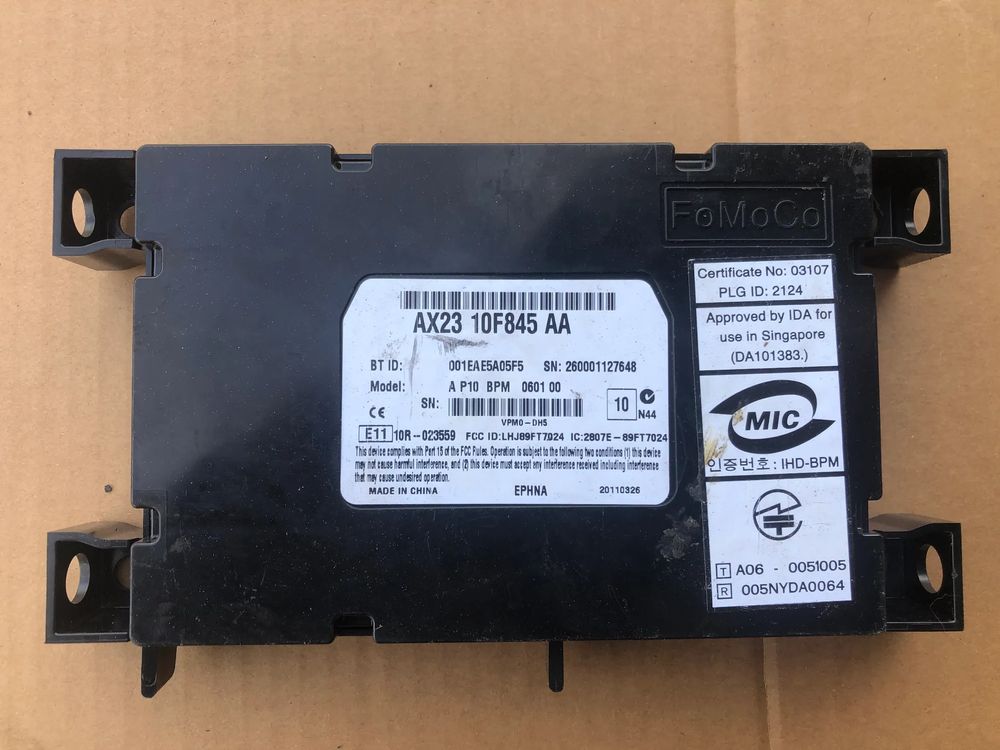 FoMoCo
AX23 10F845 AA
BT ID: 001EAE5A05F5 SN: 260001127648
Model: A P10 BPM 0601 00
SN:
VPM0-DH5
10
N44
CE
E11 10R-023559 FCC ID:LHJ89FT7024 IC:2807E-89FT7024
This device complies with Part 15 of the FCC Rules. Operation is subject to the following two conditions (1) this device
may not cause harmful interference, and (2) this device must accept any interference received including interference
that may cause undesired operation.
MADE IN CHINA EPHNA 20110326
Certificate No: 03107
PLG ID: 2124
Approved by IDA for
use in Singapore
(DA101383.)
MIC
인증번호 : IHD-BPM
T A06 - 0051005
R 005NYDA0064